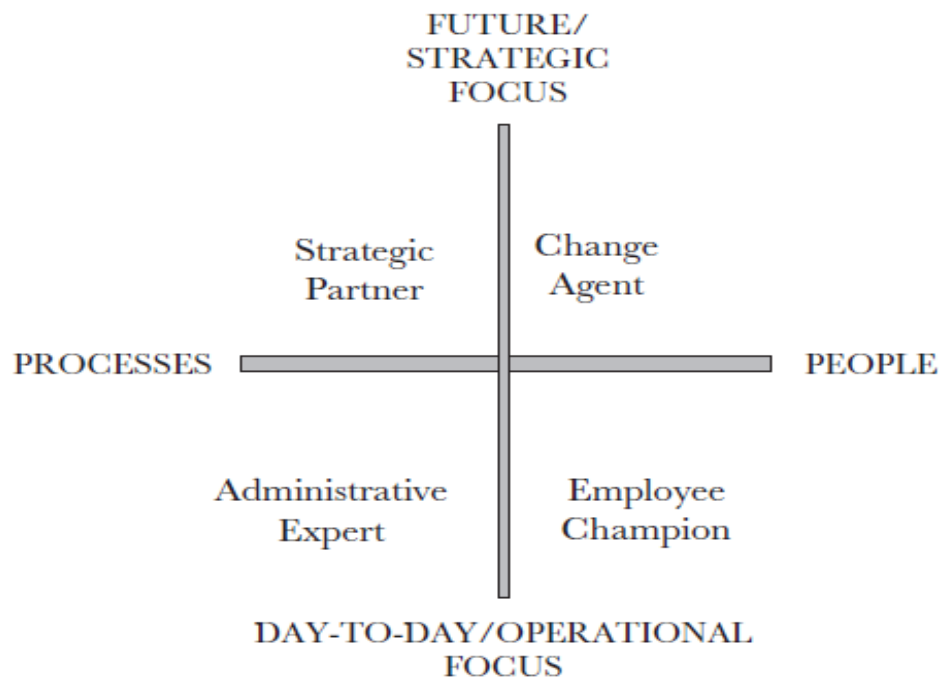 FUTURE/
STRATEGIC
FOCUS
Strategic
Partner
Change
Agent
PROCESSES
PEOPLE
Administrative
Expert
Employee
Champion
DAY-TO-DAY/OPERATIONAL
FOCUS